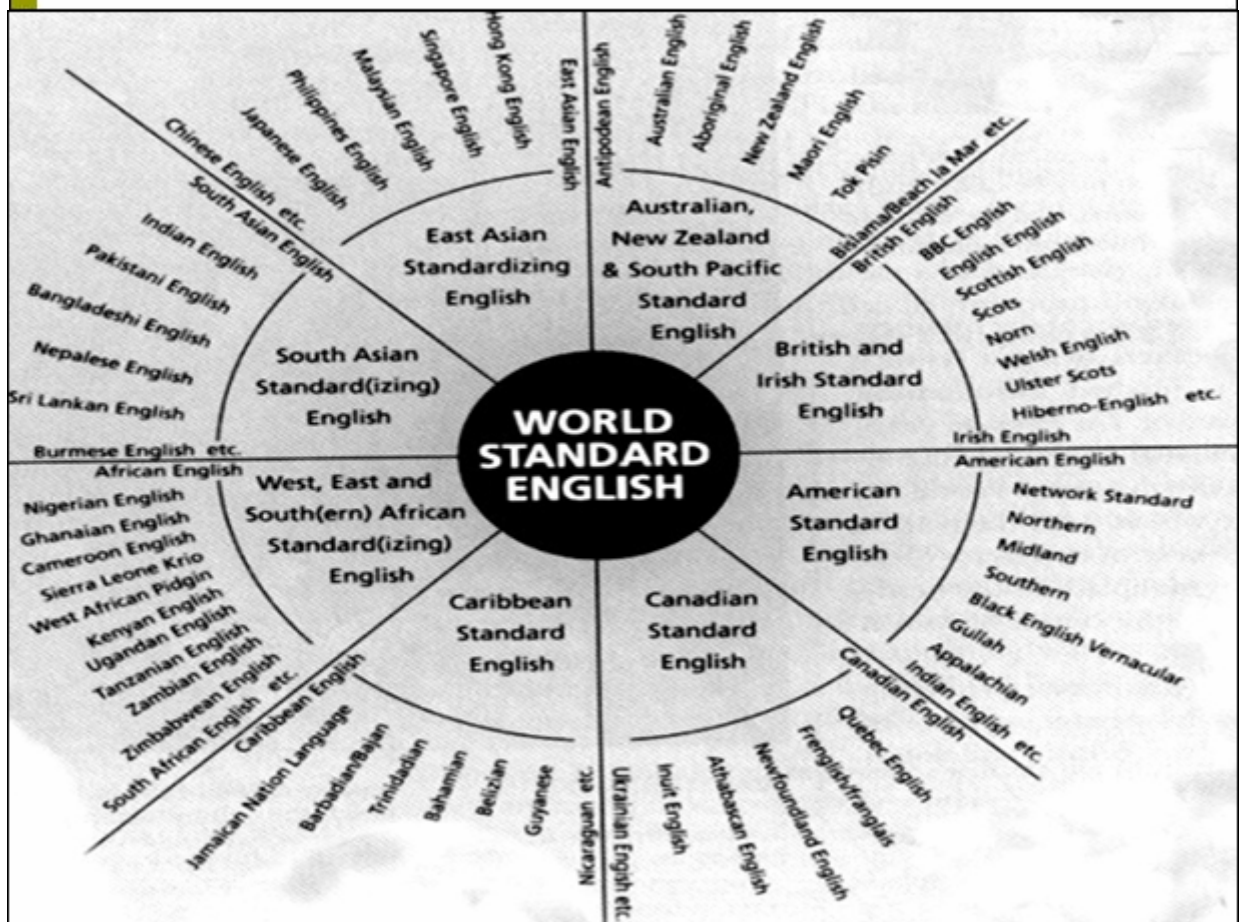 WORLD
STANDARD
ENGLISH
Australian,
New Zealand
& South Pacific
Standard
English
Antipodean English
Australian English
Aboriginal English
New Zealand English
Maori English
Tok Pisin
Bislama/Beach la Mar etc.
British and
Irish Standard
English
British English
BBC English
English English
Scottish English
Scots
Norn
Welsh English
Ulster Scots
Hiberno-English etc.
Irish English
American
Standard
English
American English
Network Standard
Northern
Midland
Southern
Black English Vernacular
Gullah
Appalachian
Indian English etc.
Canadian
Standard
English
Canadian English
Quebec English
Frenglish/franglais
Newfoundland English
Athabascan English
Inuit English
Ukrainian Engish etc.
Caribbean
Standard
English
Caribbean English
Jamaican Nation Language
Barbadian/Bajan
Trinidadian
Bahamian
Belizian
Guyanese
Nicaraguan etc.
West, East and
South(ern) African
Standard(izing)
English
African English
Nigerian English
Ghanaian English
Cameroon English
Sierra Leone Krio
West African Pidgin
Kenyan English
Ugandan English
Tanzanian English
Zambian English
Zimbabwean English
South African English etc.
South Asian
Standard(izing)
English
South Asian English
Indian English
Pakistani English
Bangladeshi English
Nepalese English
Sri Lankan English
Burmese English etc.
East Asian
Standardizing
English
East Asian English
Hong Kong English
Singapore English
Malaysian English
Philippines English
Japanese English
Chinese English etc.